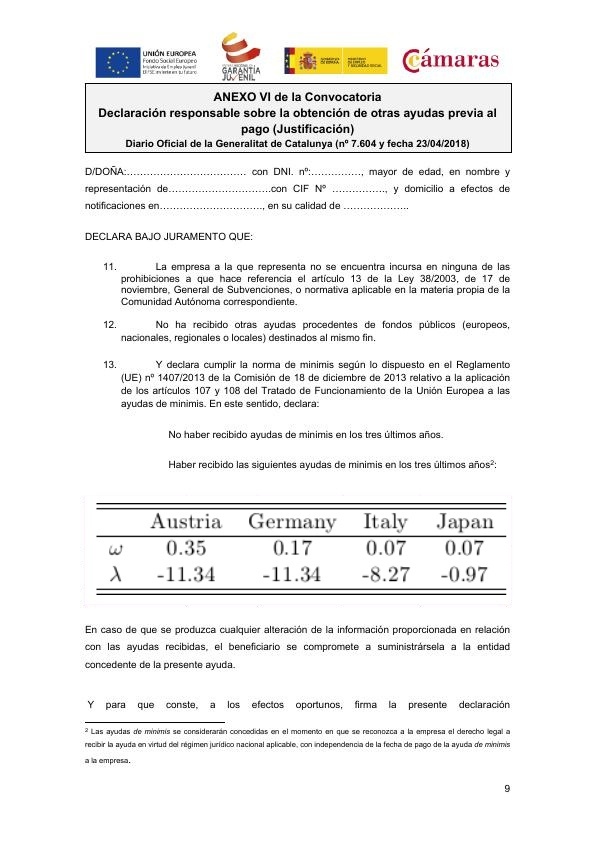 UNIÓN EUROPEA
Fondo Social Europeo
Iniciativa de Empleo Juvenil
El FSE invierte en tu futuro
GARANTÍA
JUVENIL
GOBIERNO
DE ESPAÑA
MINISTERIO
DE EMPLEO
Y SEGURIDAD SOCIAL
Cámaras
ANEXO VI de la Convocatoria
Declaración responsable sobre la obtención de otras ayudas previa al
pago (Justificación)
Diario Oficial de la Generalitat de Catalunya (nº 7.604 y fecha 23/04/2018)
D/DOÑA:……………………………. con DNI. nº:……………, mayor de edad, en nombre y
representación de……………………….con CIF Nº ……………., y domicilio a efectos de
notificaciones en…………………………, en su calidad de ………………..
DECLARA BAJO JURAMENTO QUE:
11. La empresa a la que representa no se encuentra incursa en ninguna de las
prohibiciones a que hace referencia el artículo 13 de la Ley 38/2003, de 17 de
noviembre, General de Subvenciones, o normativa aplicable en la materia propia de la
Comunidad Autónoma correspondiente.
12. No ha recibido otras ayudas procedentes de fondos públicos (europeos,
nacionales, regionales o locales) destinados al mismo fin.
13. Y declara cumplir la norma de minimis según lo dispuesto en el Reglamento
(UE) nº 1407/2013 de la Comisión de 18 de diciembre de 2013 relativo a la aplicación
de los artículos 107 y 108 del Tratado de Funcionamiento de la Unión Europea a las
ayudas de minimis. En este sentido, declara:
No haber recibido ayudas de minimis en los tres últimos años.
Haber recibido las siguientes ayudas de minimis en los tres últimos años²:
Austria Germany Italy Japan
ω 0.35 0.17 0.07 0.07
λ -11.34 -11.34 -8.27 -0.97
En caso de que se produzca cualquier alteración de la información proporcionada en relación
con las ayudas recibidas, el beneficiario se compromete a suministrársela a la entidad
concedente de la presente ayuda.
Y para que conste, a los efectos oportunos, firma la presente declaración
² Las ayudas de minimis se considerarán concedidas en el momento en que se reconozca a la empresa el derecho legal a
recibir la ayuda en virtud del régimen jurídico nacional aplicable, con independencia de la fecha de pago de la ayuda de minimis
a la empresa.
9